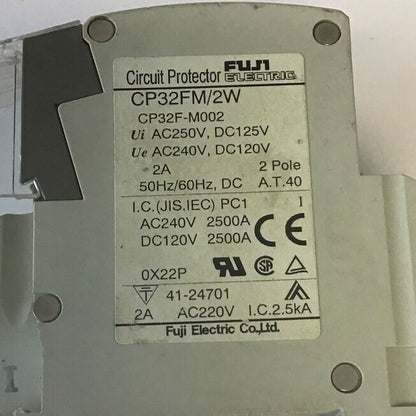 Circuit Protector FUJI ELECTRIC
CP32FM/2W
CP32F-M002
Ui AC250V, DC125V
Ue AC240V, DC120V
2A 2 Pole
50Hz/60Hz, DC A.T.40
I.C.(JIS.IEC) PC1 I
AC240V 2500A
DC120V 2500A CE
0X22P
41-24701
2A AC220V I.C.2.5kA
Fuji Electric Co.,Ltd.
I